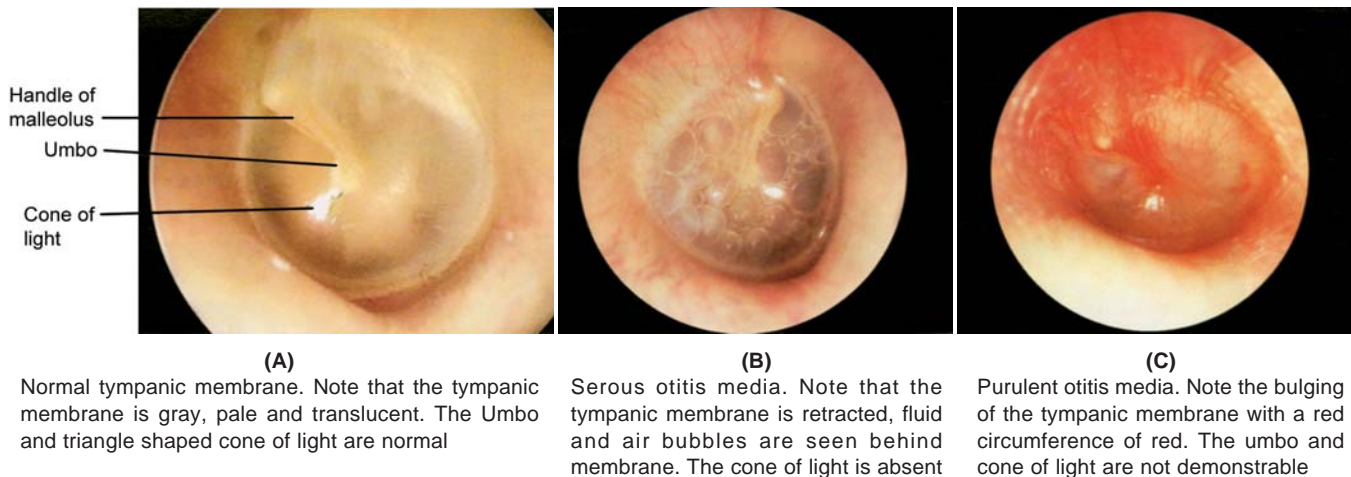 Handle of
malleolus
Umbo
Cone of
light
(A)
Normal tympanic membrane. Note that the tympanic
membrane is gray, pale and translucent. The Umbo
and triangle shaped cone of light are normal
(B)
Serous otitis media. Note that the
tympanic membrane is retracted, fluid
and air bubbles are seen behind
membrane. The cone of light is absent
(C)
Purulent otitis media. Note the bulging
of the tympanic membrane with a red
circumference of red. The umbo and
cone of light are not demonstrable